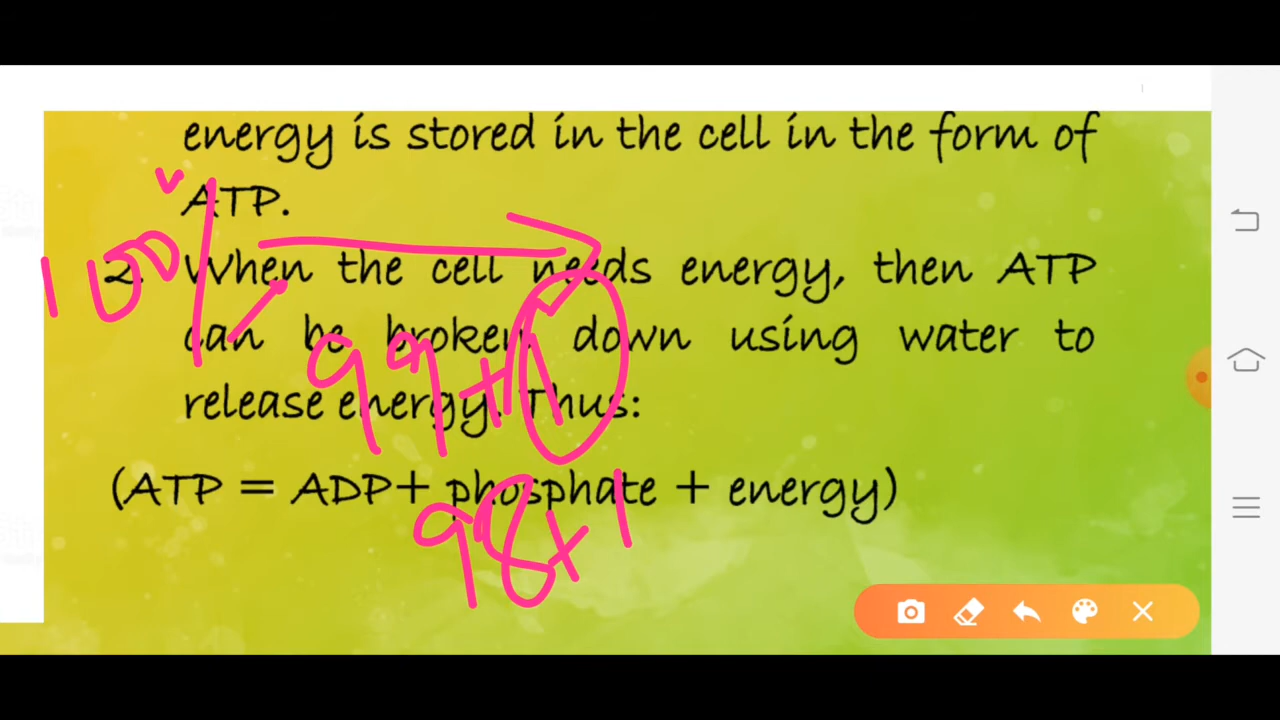 energy is stored in the cell in the form of
ATP.
100
2. When the cell needs energy, then ATP
can be broken down using water to
99+1
release energy. Thus:
(ATP = ADP+ phosphate + energy)
98+1